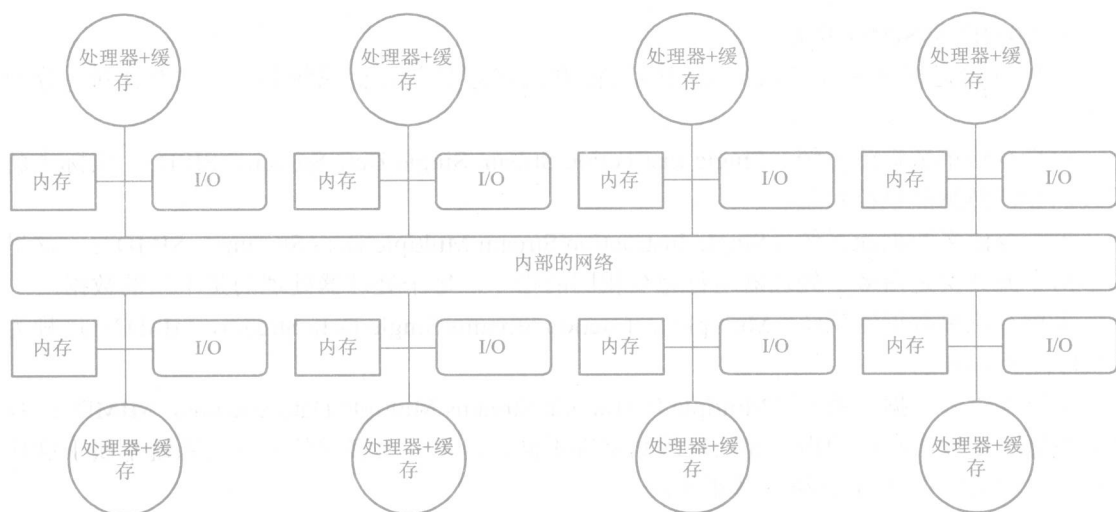 处理器+缓
存
处理器+缓
存
处理器+缓
存
处理器+缓
存
内存
I/O
内存
I/O
内存
I/O
内存
I/O
内部的网络
内存
I/O
内存
I/O
内存
I/O
内存
I/O
处理器+缓
存
处理器+缓
存
处理器+缓
存
处理器+缓
存